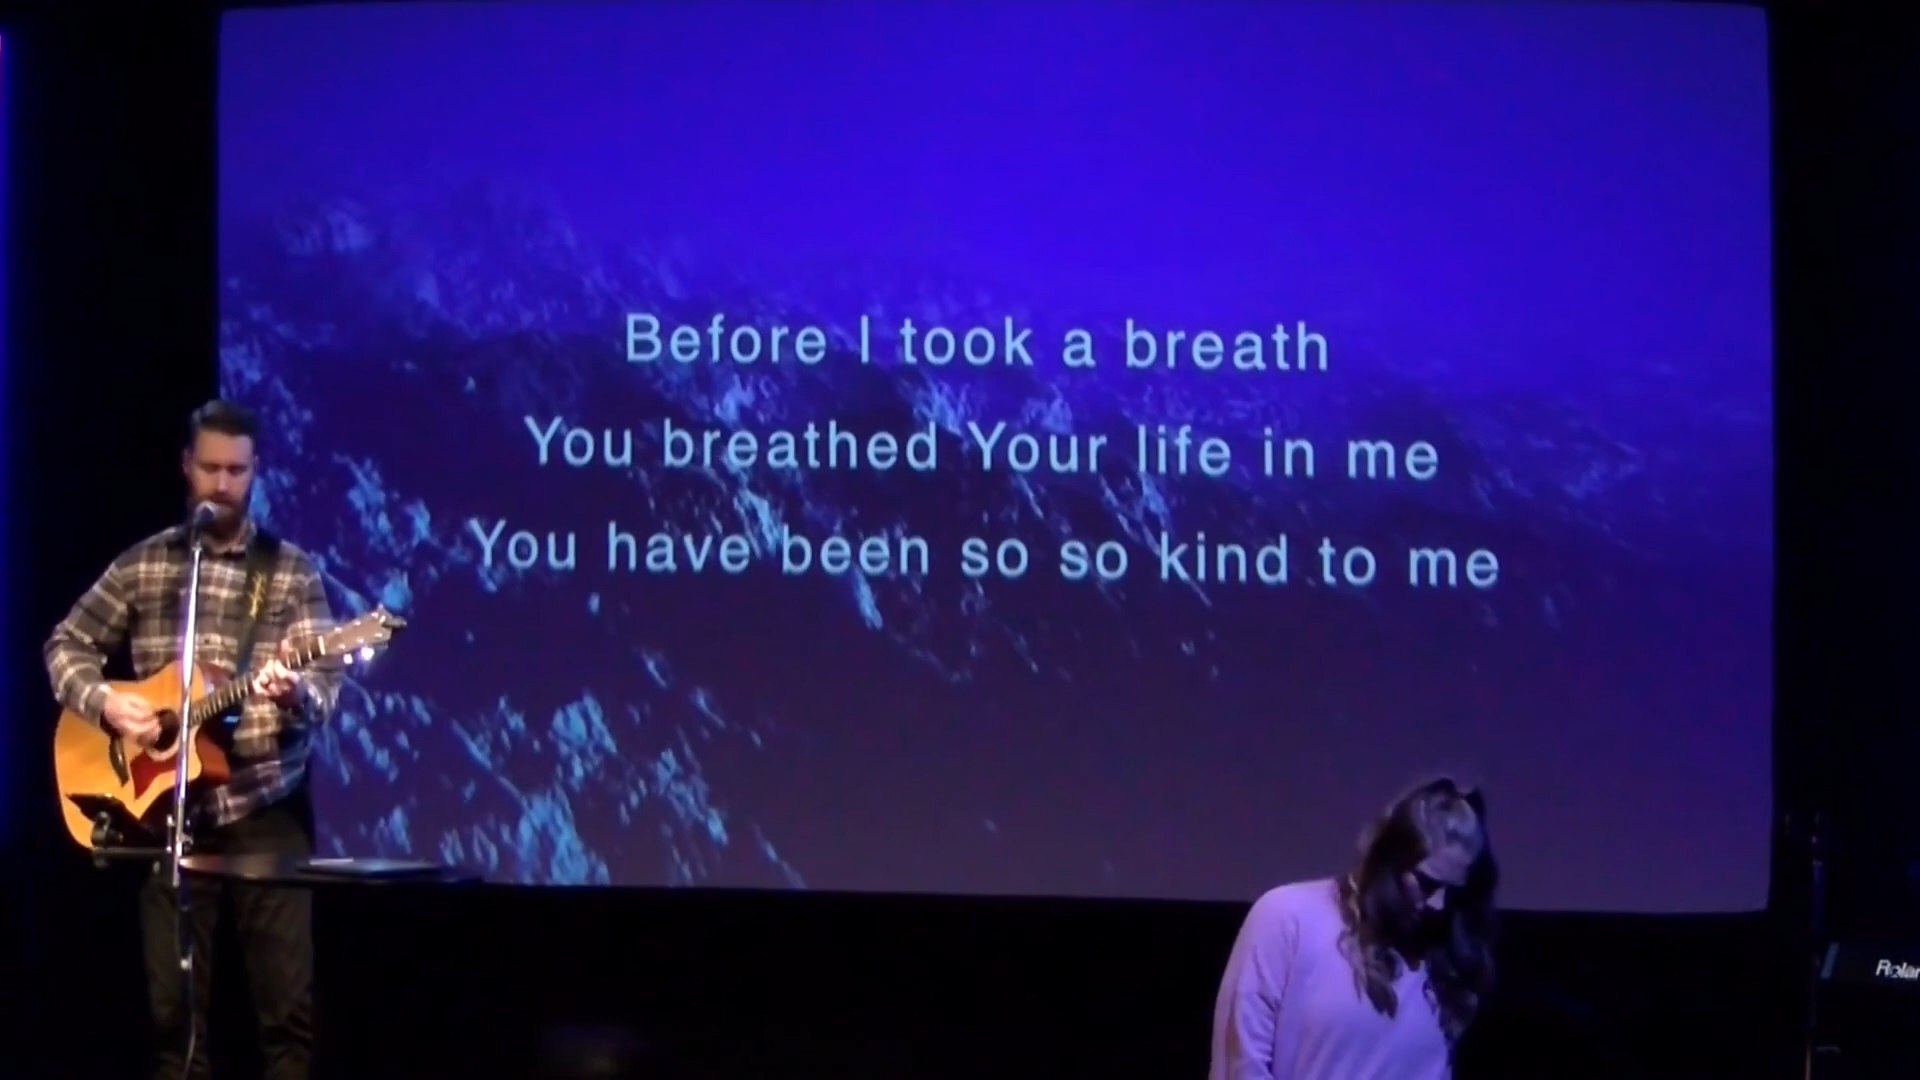 Before I took a breath
You breathed Your life in me
You have been so so kind to me